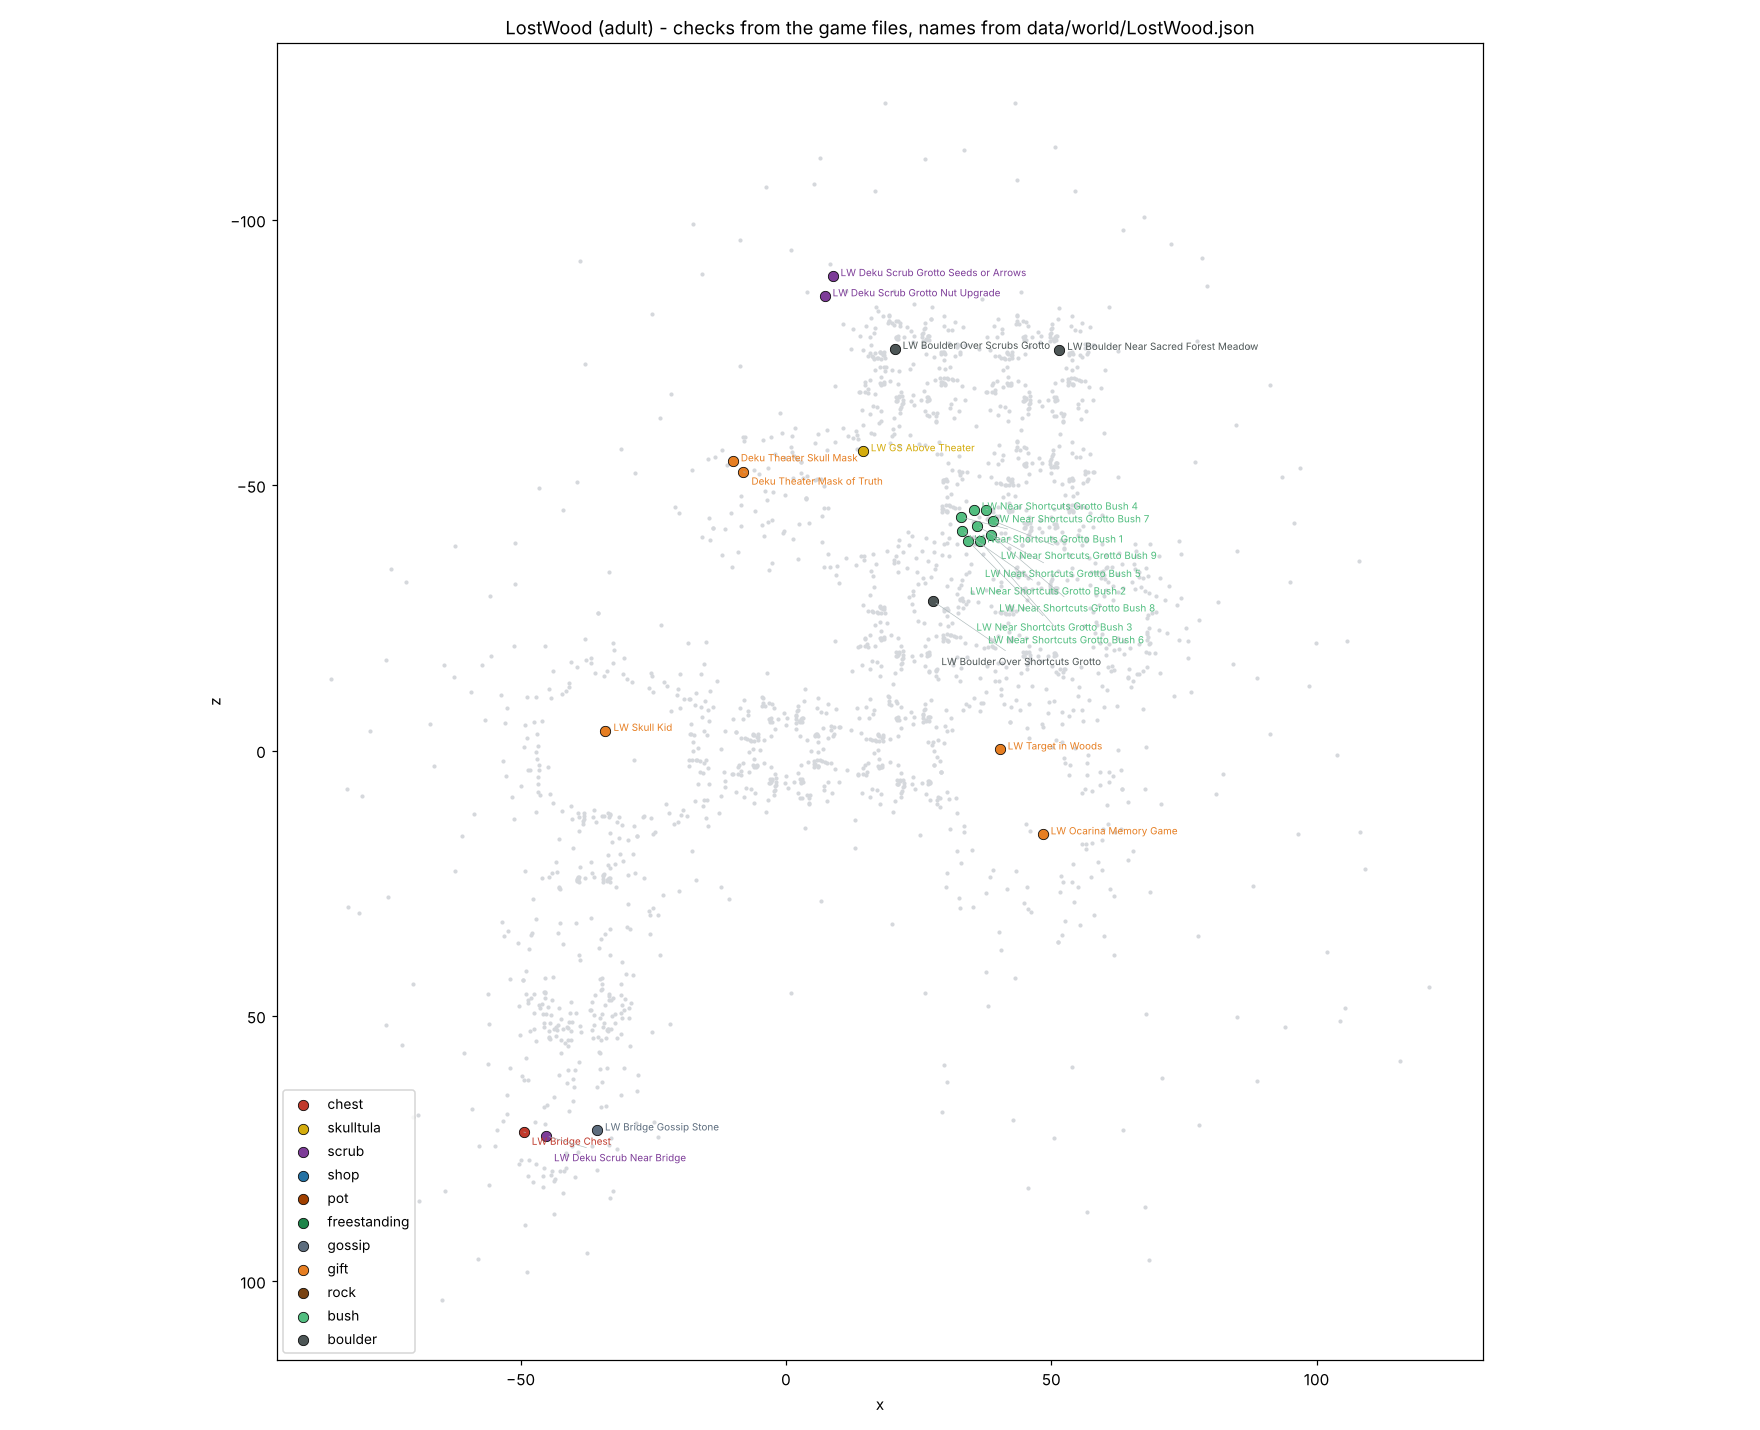 LostWood (adult) - checks from the game files, names from data/world/LostWood.json
−100
LW Deku Scrub Grotto Seeds or Arrows
LW Deku Scrub Grotto Nut Upgrade
LW Boulder Over Scrubs Grotto
LW Boulder Near Sacred Forest Meadow
LW GS Above Theater
Deku Theater Skull Mask
Deku Theater Mask of Truth
−50
LW Near Shortcuts Grotto Bush 4
LW Near Shortcuts Grotto Bush 7
Near Shortcuts Grotto Bush 1
LW Near Shortcuts Grotto Bush 9
LW Near Shortcuts Grotto Bush 5
LW Near Shortcuts Grotto Bush 2
LW Near Shortcuts Grotto Bush 8
LW Near Shortcuts Grotto Bush 3
LW Near Shortcuts Grotto Bush 6
LW Boulder Over Shortcuts Grotto
z
LW Skull Kid
LW Target in Woods
0
LW Ocarina Memory Game
50
LW Bridge Gossip Stone
LW Bridge Chest
LW Deku Scrub Near Bridge
100
chest
skulltula
scrub
shop
pot
freestanding
gossip
gift
rock
bush
boulder
−50
0
50
100
x